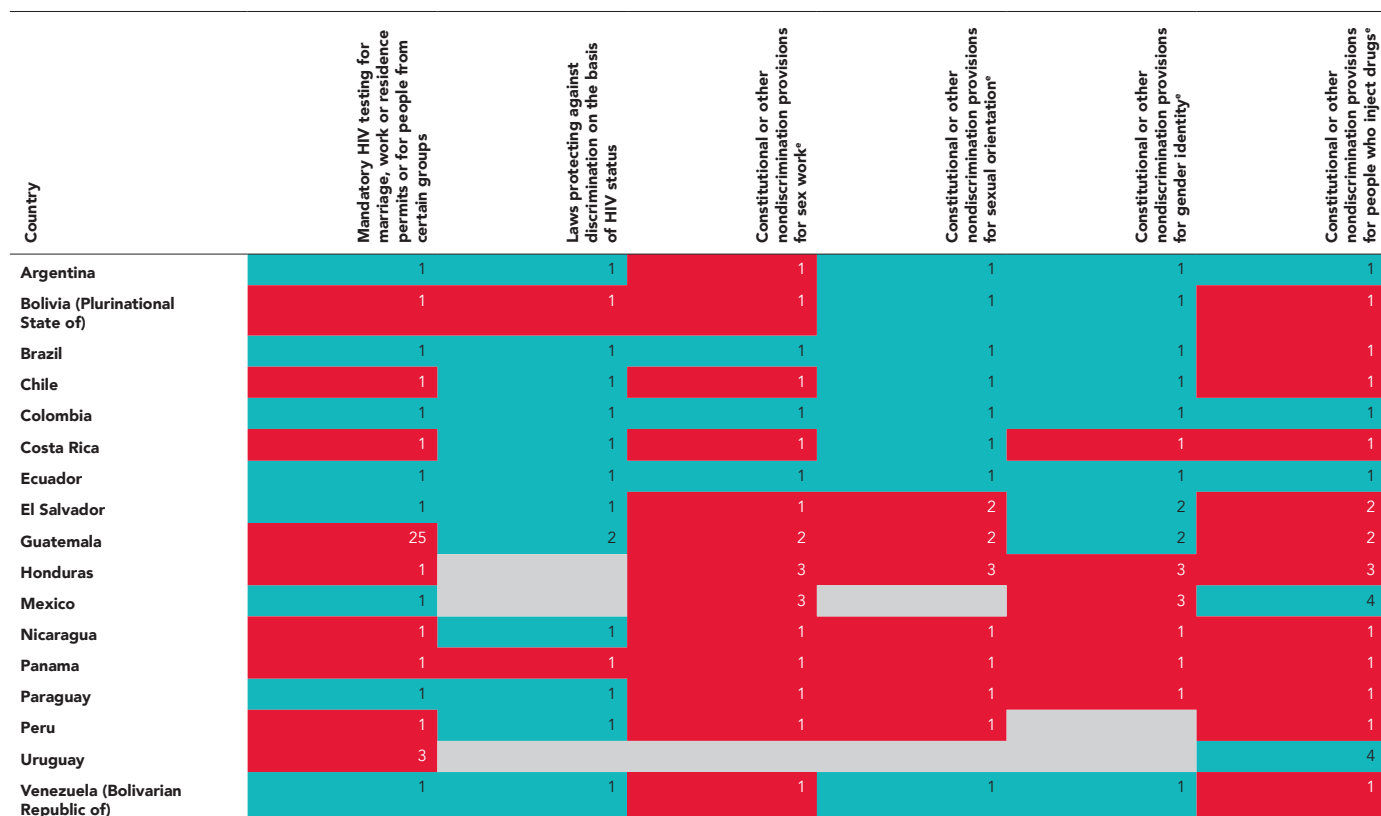 Country
Mandatory HIV testing for
marriage, work or residence
permits or for people from
certain groups
Laws protecting against
discrimination on the basis
of HIV status
Constitutional or other
nondiscrimination provisions
for sex workᵉ
Constitutional or other
nondiscrimination provisions
for sexual orientationᵉ
Constitutional or other
nondiscrimination provisions
for gender identityᵉ
Constitutional or other
nondiscrimination provisions
for people who inject drugsᵉ
Argentina 1 1 1 1 1 1
Bolivia (Plurinational 1 1 1 1 1 1
State of)
Brazil 1 1 1 1 1 1
Chile 1 1 1 1 1 1
Colombia 1 1 1 1 1 1
Costa Rica 1 1 1 1 1 1
Ecuador 1 1 1 1 1 1
El Salvador 1 1 1 2 2 2
Guatemala 25 2 2 2 2 2
Honduras 1 3 3 3 3
Mexico 1 3 3 4
Nicaragua 1 1 1 1 1 1
Panama 1 1 1 1 1 1
Paraguay 1 1 1 1 1 1
Peru 1 1 1 1 1
Uruguay 3 4
Venezuela (Bolivarian 1 1 1 1 1 1
Republic of)